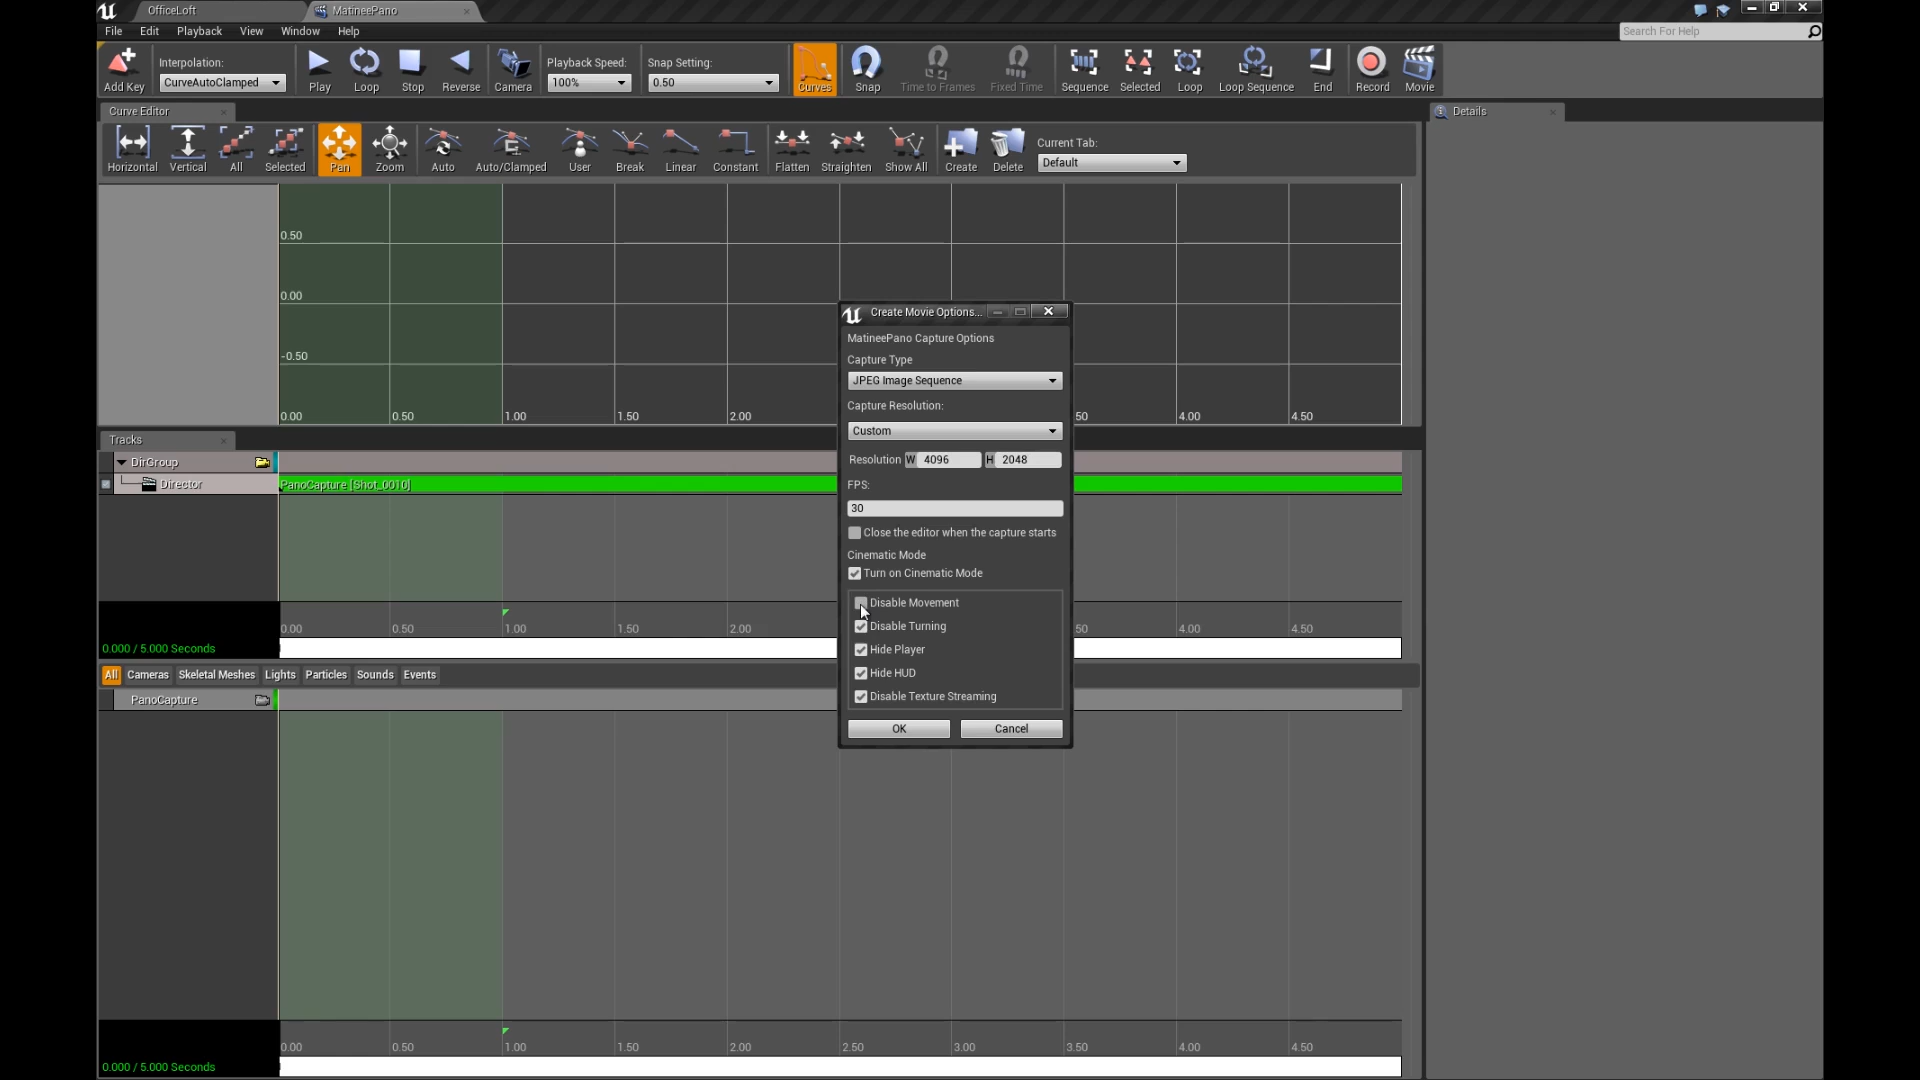 OfficeLoft
MatineePano
File Edit Playback View Window Help
Search For Help
Add Key
Interpolation:
CurveAutoClamped
Play Loop Stop Reverse Camera
Playback Speed:
100%
Snap Setting:
0.50
Curves Snap Time to Frames Fixed Time Sequence Selected Loop Loop Sequence End Record Movie
Curve Editor
Details
Horizontal Vertical All Selected Pan Zoom Auto Auto/Clamped User Break Linear Constant Flatten Straighten Show All Create Delete
Current Tab:
Default
0.50
0.00
-0.50
0.00 0.50 1.00 1.50 2.00 50 4.00 4.50
Create Movie Options...
MatineePano Capture Options
Capture Type
JPEG Image Sequence
Capture Resolution:
Custom
Resolution W 4096 H 2048
FPS:
30
Close the editor when the capture starts
Cinematic Mode
Turn on Cinematic Mode
Disable Movement
Disable Turning
Hide Player
Hide HUD
Disable Texture Streaming
OK Cancel
Tracks
DirGroup
Director
PanoCapture [Shot_0010]
0.00 0.50 1.00 1.50 2.00 50 4.00 4.50
0.000 / 5.000 Seconds
All Cameras Skeletal Meshes Lights Particles Sounds Events
PanoCapture
0.00 0.50 1.00 1.50 2.00 2.50 3.00 3.50 4.00 4.50
0.000 / 5.000 Seconds